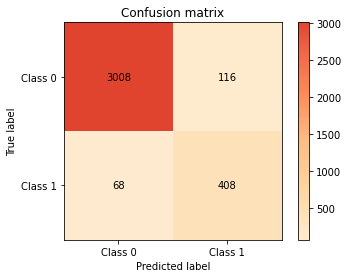 Confusion matrix
3000
Class 0
3008
116
2500
2000
True label
1500
1000
Class 1
68
408
500
Class 0
Class 1
Predicted label